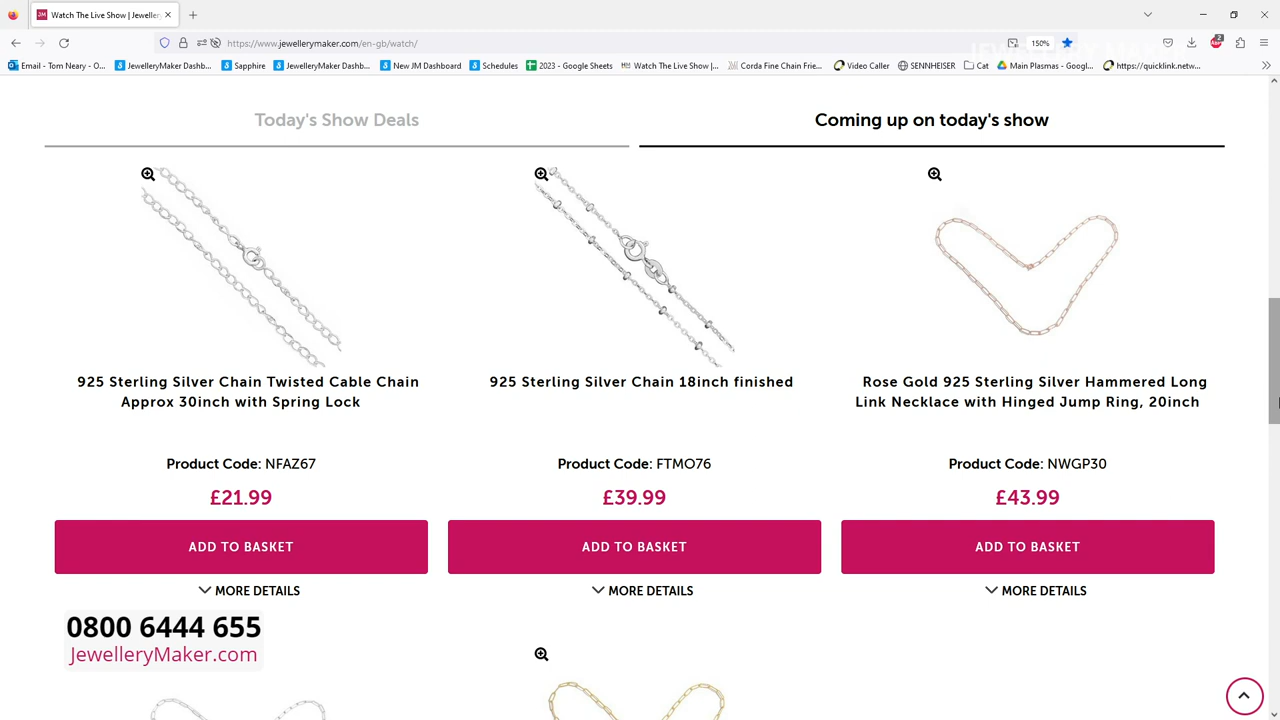 Watch The Live Show | Jeweller
https://www.jewellerymaker.com/en-gb/watch/
150%
2
Email - Tom Neary - O...
JewelleryMaker Dashb...
Sapphire
JewelleryMaker Dashb...
New JM Dashboard
Schedules
2023 - Google Sheets
Watch The Live Show |...
Corda Fine Chain Frie...
Video Caller
SENNHEISER
Cat
Main Plasmas - Googl...
https://quicklink.netw...
Today's Show Deals
Coming up on today's show
925 Sterling Silver Chain Twisted Cable Chain
Approx 30inch with Spring Lock
Product Code: NFAZ67
£21.99
ADD TO BASKET
MORE DETAILS
925 Sterling Silver Chain 18inch finished
Product Code: FTMO76
£39.99
ADD TO BASKET
MORE DETAILS
Rose Gold 925 Sterling Silver Hammered Long
Link Necklace with Hinged Jump Ring, 20inch
Product Code: NWGP30
£43.99
ADD TO BASKET
MORE DETAILS
0800 6444 655
JewelleryMaker.com